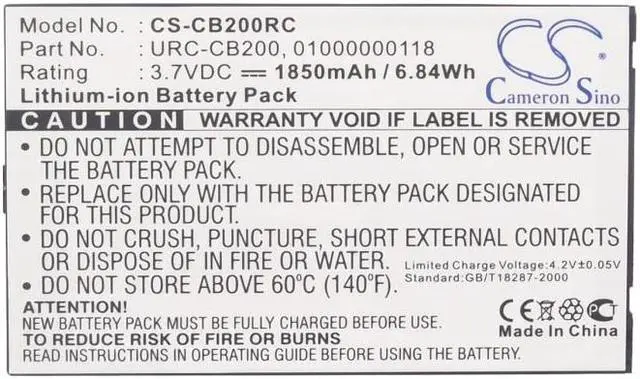 Model No. : CS-CB200RC
Part No. : URC-CB200, 01000000118
Rating : 3.7VDC ⎓ 1850mAh / 6.84Wh
Lithium-ion Battery Pack
CS
Cameron Sino
CAUTION WARRANTY VOID IF LABEL IS REMOVED
• DO NOT ATTEMPT TO DISASSEMBLE, OPEN OR SERVICE
THE BATTERY PACK.
• REPLACE ONLY WITH THE BATTERY PACK DESIGNATED
FOR THIS PRODUCT.
• DO NOT CRUSH, PUNCTURE, SHORT EXTERNAL CONTACTS
OR DISPOSE OF IN FIRE OR WATER.
Limited Charge Voltage:4.2V±0.05V
• DO NOT STORE ABOVE 60°C (140°F).
Standard:GB/T18287-2000
ATTENTION!
NEW BATTERY PACK MUST BE FULLY CHARGED BEFORE USE
TO REDUCE RISK OF FIRE OR BURNS
READ INSTRUCTIONS IN OPERATING GUIDE BEFORE USING BATTERY.
CE PCT
Made In China